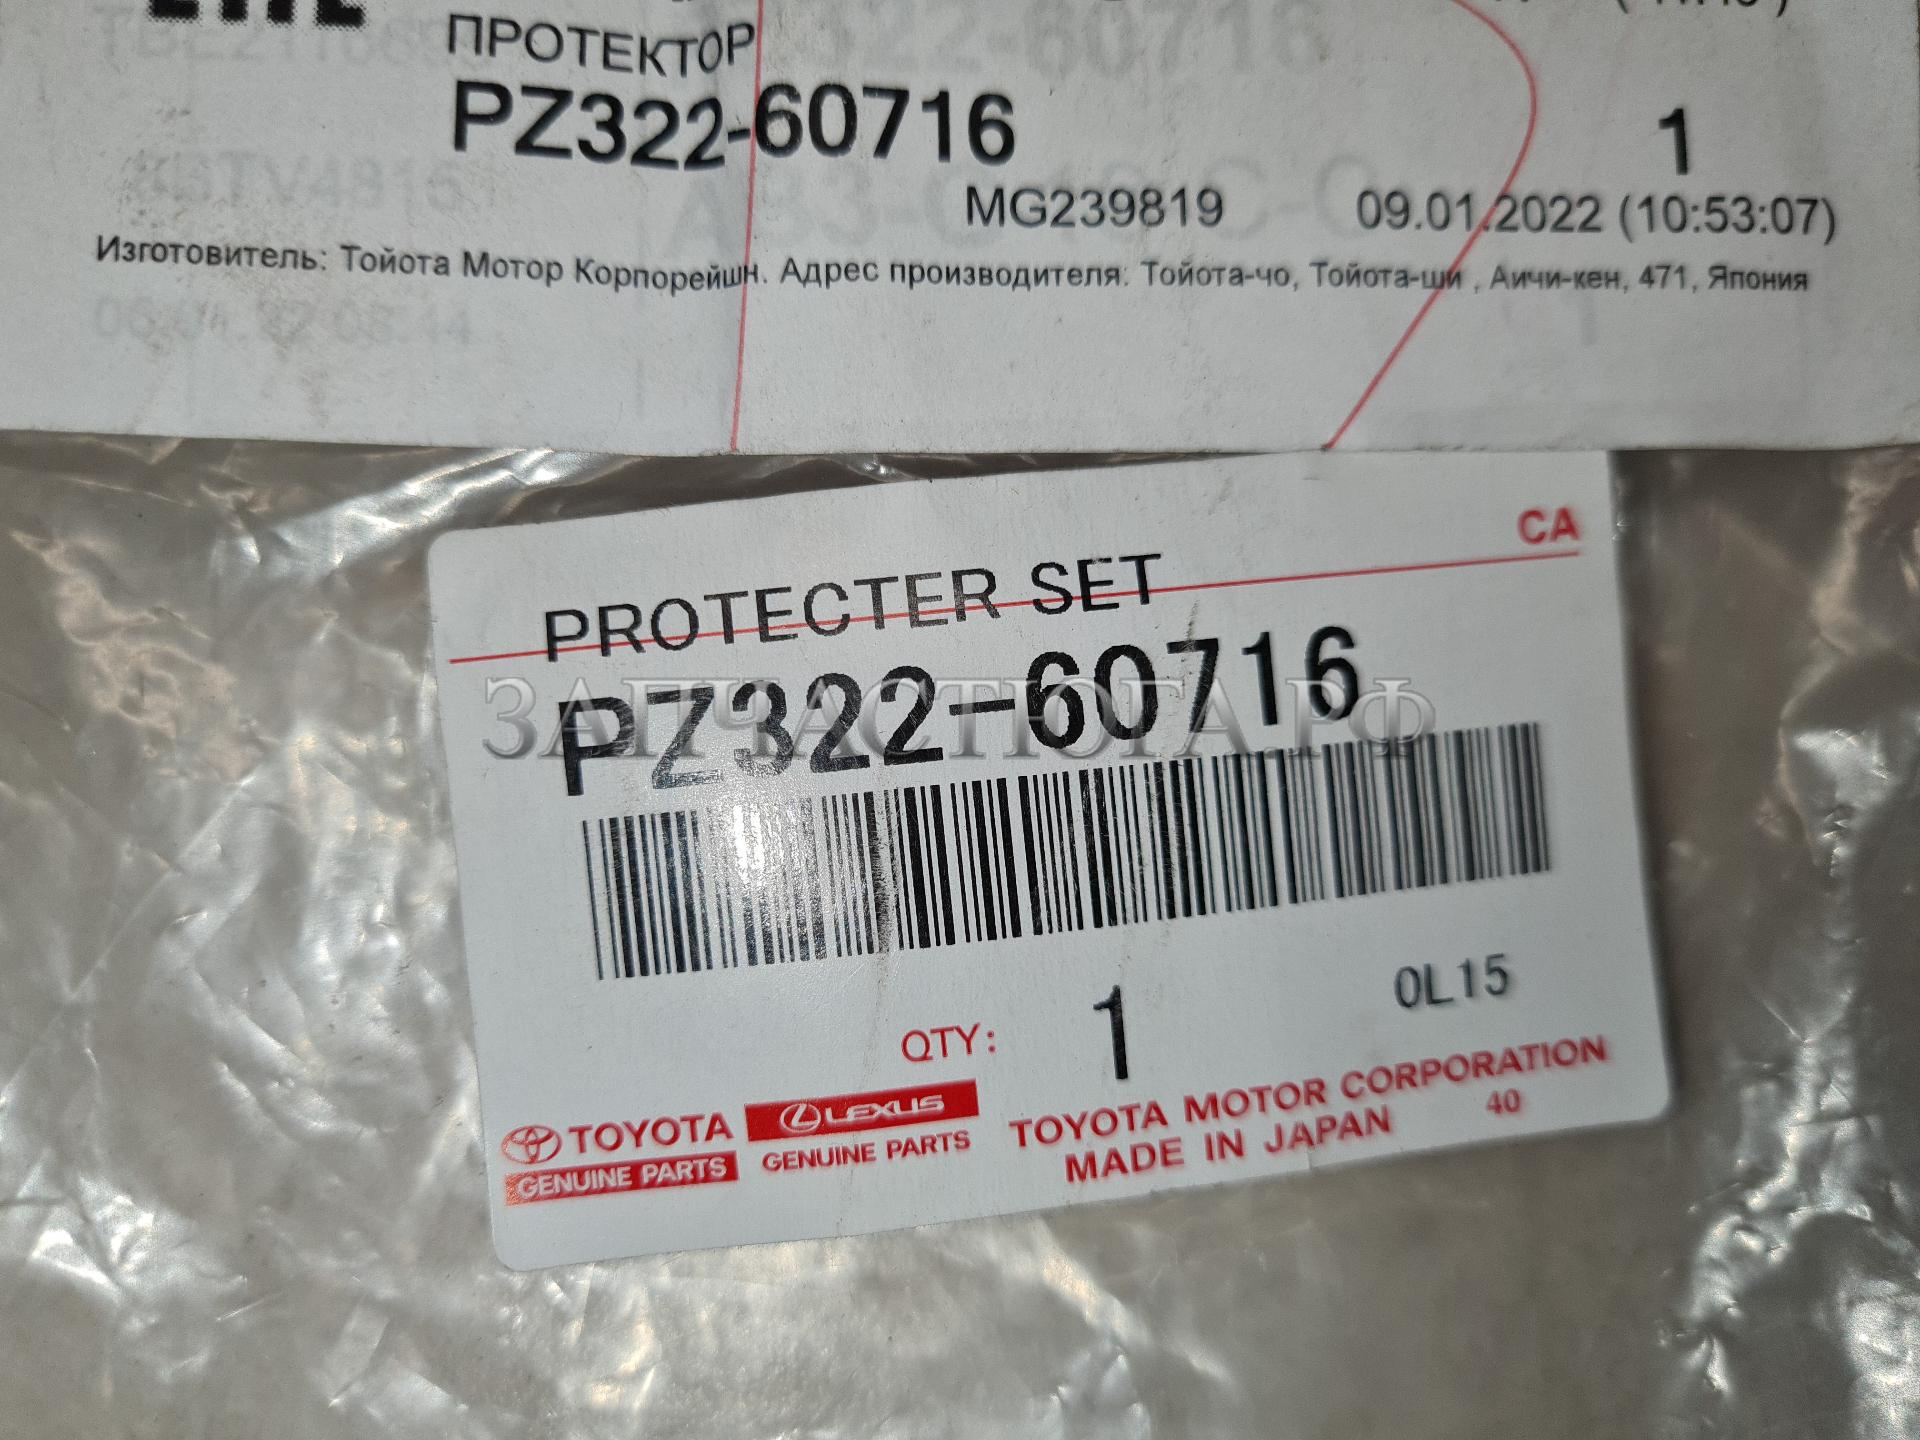 ПРОТЕКТОР
PZ322-60716
1
MG239819 09.01.2022 (10:53:07)
Изготовитель: Тойота Мотор Корпорейшн. Адрес производителя: Тойота-чо, Тойота-ши , Аичи-кен, 471, Япония
CA
PROTECTER SET
PZ322-60716
ЗАПЧАСТЮГА.РФ
QTY: 1 0L15
TOYOTA
GENUINE PARTS
LEXUS
GENUINE PARTS
TOYOTA MOTOR CORPORATION
MADE IN JAPAN 40